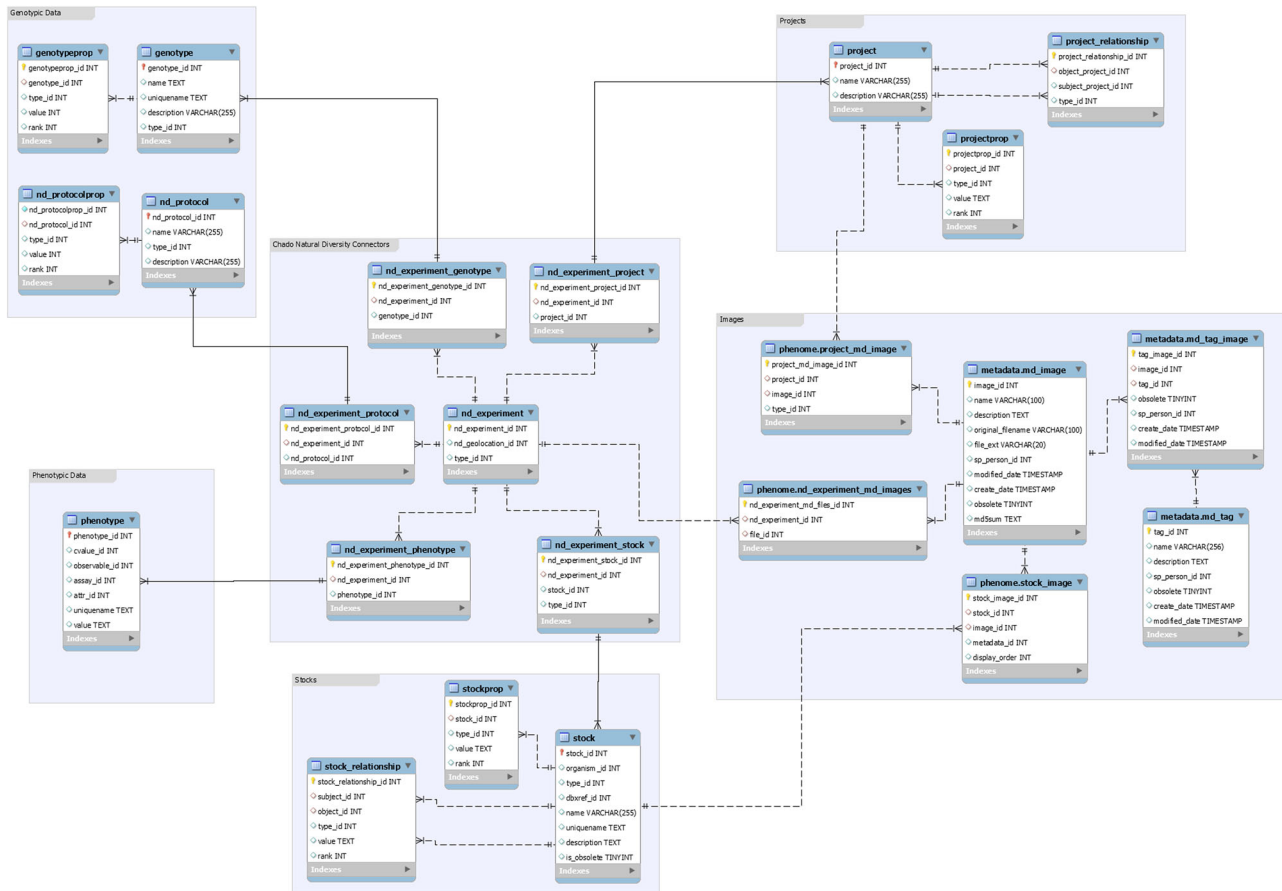 Genotypic Data
genotypeprop
genotypeprop_id INT
genotype_id INT
type_id INT
value INT
rank INT
Indexes
genotype
genotype_id INT
name TEXT
uniquename TEXT
description VARCHAR(255)
type_id INT
Indexes
nd_protocolprop
nd_protocolprop_id INT
nd_protocol_id INT
type_id INT
value INT
rank INT
Indexes
nd_protocol
nd_protocol_id INT
name VARCHAR(255)
type_id INT
description VARCHAR(255)
Indexes
Projects
project
project_id INT
name VARCHAR(255)
description VARCHAR(255)
Indexes
project_relationship
project_relationship_id INT
object_project_id INT
subject_project_id INT
type_id INT
Indexes
projectprop
projectprop_id INT
project_id INT
type_id INT
value TEXT
rank INT
Indexes
Chado Natural Diversity Connectors
nd_experiment_genotype
nd_experiment_genotype_id INT
nd_experiment_id INT
genotype_id INT
Indexes
nd_experiment_project
nd_experiment_project_id INT
nd_experiment_id INT
project_id INT
Indexes
nd_experiment_protocol
nd_experiment_protocol_id INT
nd_experiment_id INT
nd_protocol_id INT
Indexes
nd_experiment
nd_experiment_id INT
nd_geolocation_id INT
type_id INT
Indexes
nd_experiment_phenotype
nd_experiment_phenotype_id INT
nd_experiment_id INT
phenotype_id INT
Indexes
nd_experiment_stock
nd_experiment_stock_id INT
nd_experiment_id INT
stock_id INT
type_id INT
Indexes
Images
phenome.project_md_image
project_md_image_id INT
project_id INT
image_id INT
type_id INT
Indexes
metadata.md_image
image_id INT
name VARCHAR(100)
description TEXT
original_filename VARCHAR(100)
file_ext VARCHAR(20)
sp_person_id INT
modified_date TIMESTAMP
create_date TIMESTAMP
obsolete TINYINT
md5sum TEXT
Indexes
metadata.md_tag_image
tag_image_id INT
image_id INT
tag_id INT
obsolete TINYINT
sp_person_id INT
create_date TIMESTAMP
modified_date TIMESTAMP
Indexes
phenome.nd_experiment_md_images
nd_experiment_md_files_id INT
nd_experiment_id INT
file_id INT
Indexes
metadata.md_tag
tag_id INT
name VARCHAR(256)
description TEXT
sp_person_id INT
obsolete TINYINT
create_date TIMESTAMP
modified_date TIMESTAMP
Indexes
phenome.stock_image
stock_image_id INT
stock_id INT
image_id INT
metadata_id INT
display_order INT
Indexes
Phenotypic Data
phenotype
phenotype_id INT
cvalue_id INT
observable_id INT
assay_id INT
attr_id INT
uniquename TEXT
value TEXT
Indexes
Stocks
stockprop
stockprop_id INT
stock_id INT
type_id INT
value TEXT
rank INT
Indexes
stock_relationship
stock_relationship_id INT
subject_id INT
object_id INT
type_id INT
value TEXT
rank INT
Indexes
stock
stock_id INT
organism_id INT
type_id INT
dbxref_id INT
name VARCHAR(255)
uniquename TEXT
description TEXT
is_obsolete TINYINT
Indexes